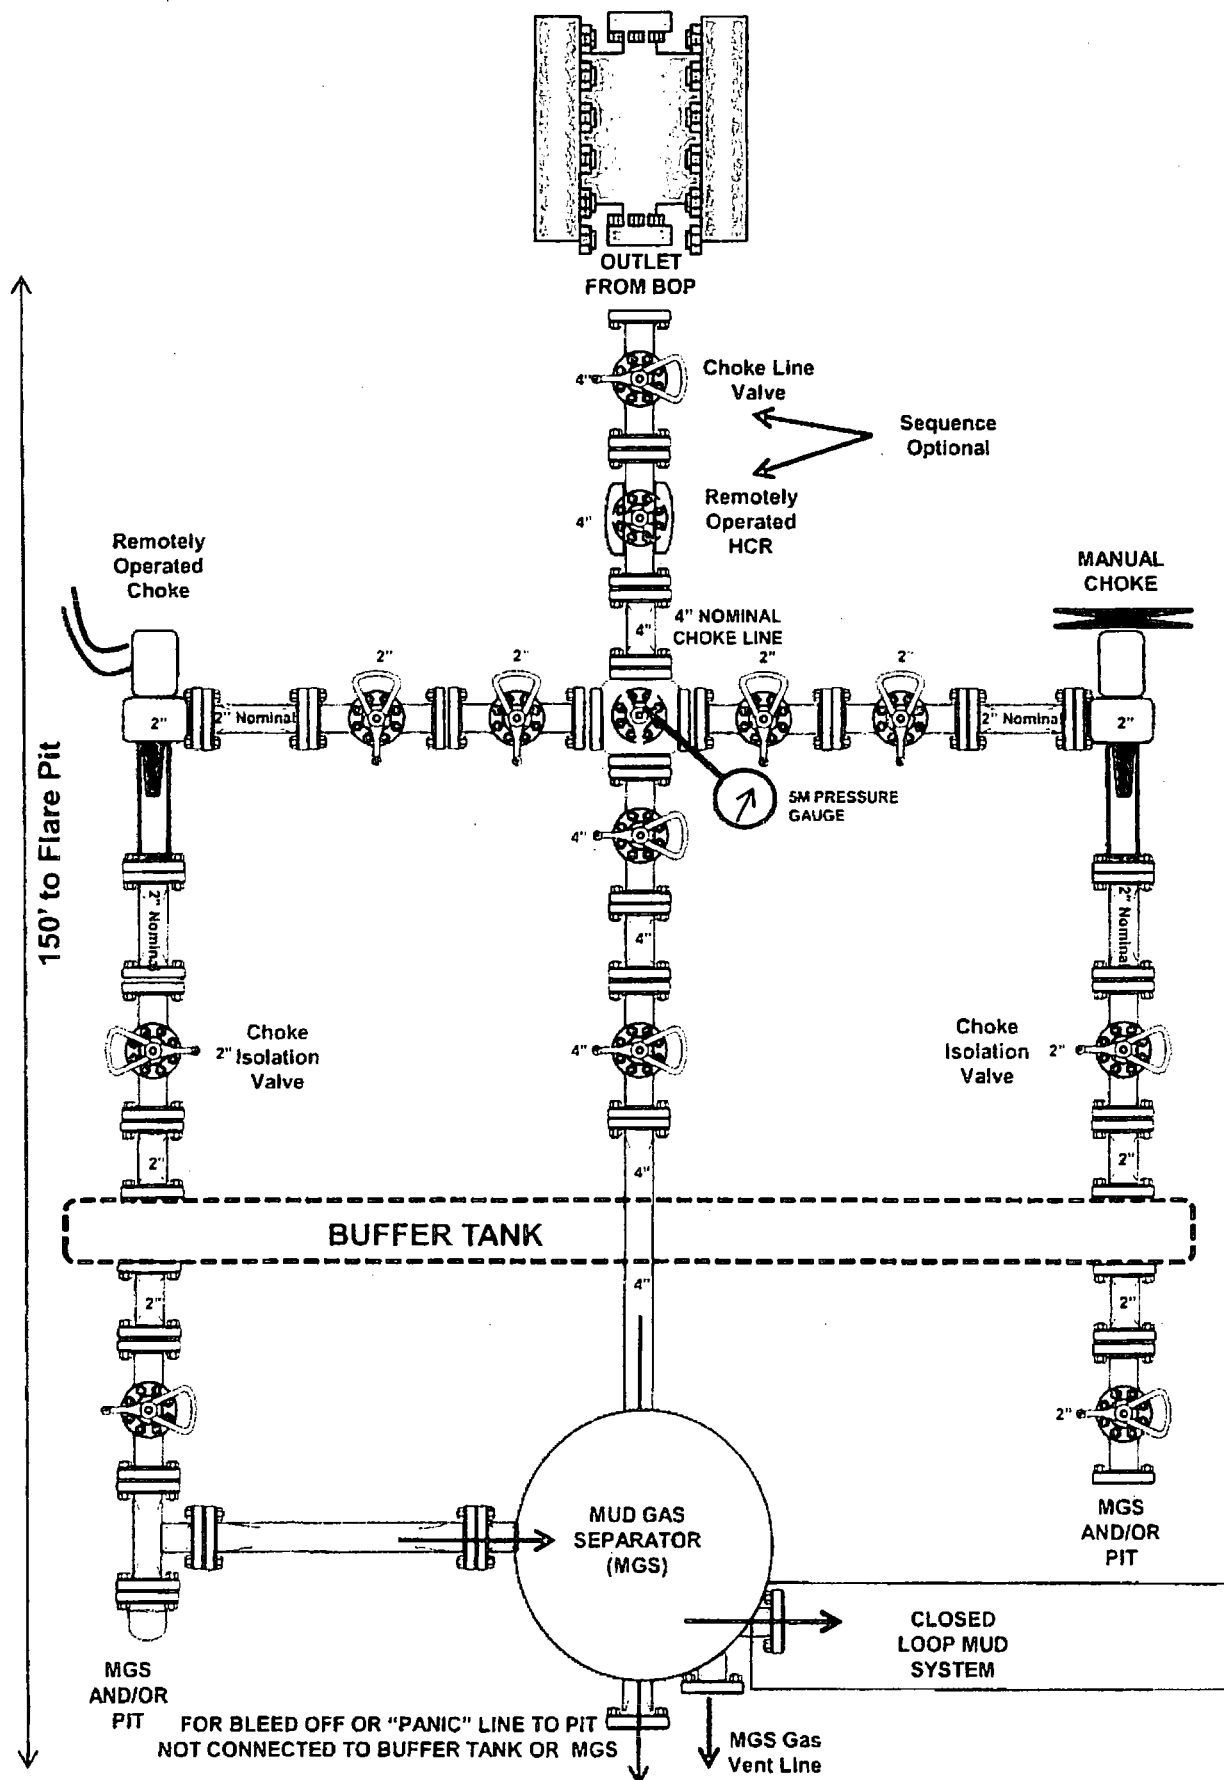 OUTLET
FROM BOP
4"
Choke Line
Valve
Sequence
Optional
4"
Remotely
Operated
HCR
Remotely
Operated
Choke
MANUAL
CHOKE
4"
4" NOMINAL
CHOKE LINE
2"
2"
2"
2"
2"
2" Nominal
2" Nominal
2"
5M PRESSURE
GAUGE
4"
150' to Flare Pit
2" Nominal
4"
2" Nominal
2"
Choke
Isolation
Valve
4"
Choke
Isolation
Valve
2"
2"
4"
2"
BUFFER TANK
2"
4"
2"
2"
MUD GAS
SEPARATOR
(MGS)
MGS
AND/OR
PIT
CLOSED
LOOP MUD
SYSTEM
MGS
AND/OR
PIT
FOR BLEED OFF OR "PANIC" LINE TO PIT
NOT CONNECTED TO BUFFER TANK OR MGS
MGS Gas
Vent Line